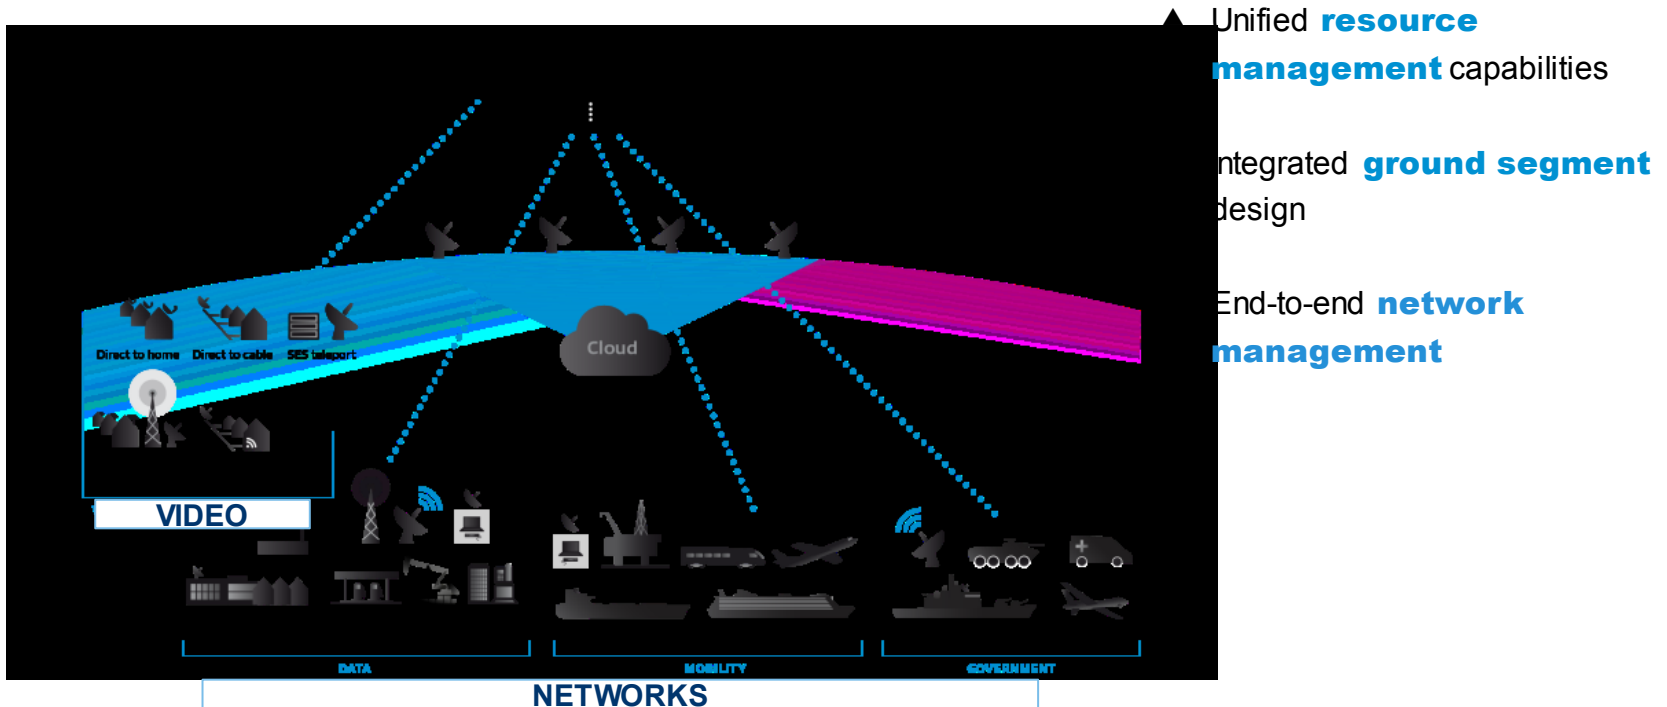 Unified resource
management capabilities
ntegrated ground segment
design
End-to-end network
management
Cloud
Direct to home Direct to cable SES teleport
VIDEO
DATA MOBILITY GOVERNMENT
NETWORKS